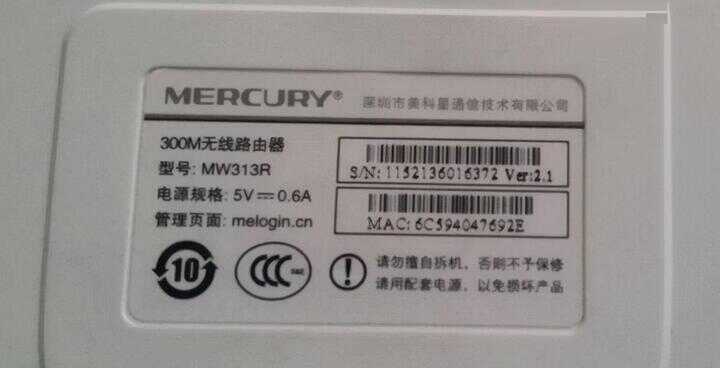 MERCURY® 深圳市美科星通信技术有限公司
300M无线路由器
型号: MW313R
电源规格: 5V⎓0.6A
管理页面: melogin.cn
S/N: 1152136016372 Ver:2.1
MAC: 6C594047692E
10
CCC S&E
请勿擅自拆机，否则不予保修
请用配套电源，以免损坏产品